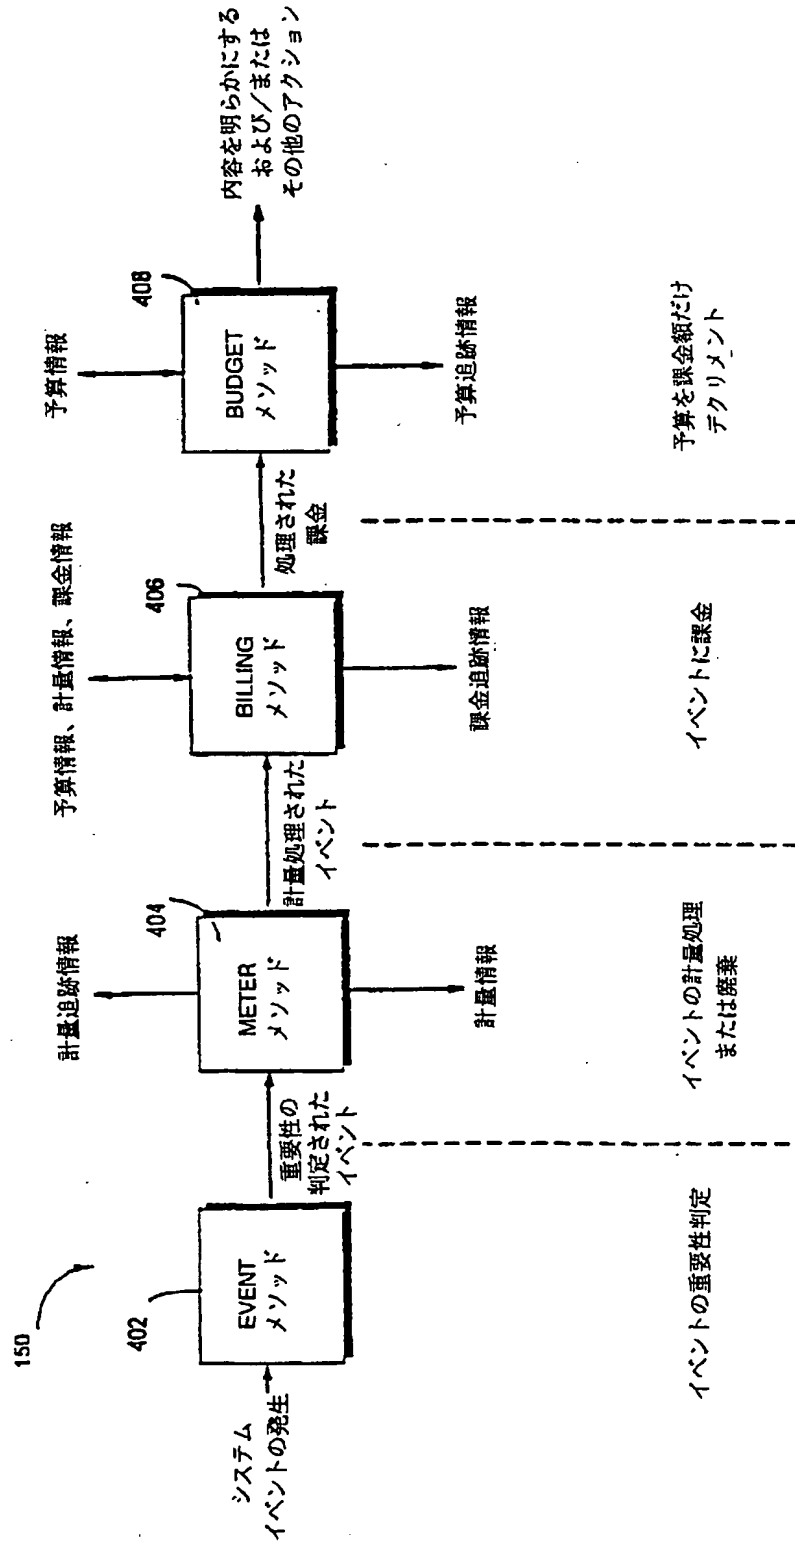 150
システム
イベントの発生
402
EVENT
メソッド
重要性の
判定された
イベント
イベントの重要性判定
計量追跡情報
404
METER
メソッド
計量情報
計量処理された
イベント
イベントの計量処理
または廃棄
予算情報、計量情報、課金情報
406
BILLING
メソッド
課金追跡情報
処理された
課金
イベントに課金
予算情報
408
BUDGET
メソッド
予算追跡情報
内容を明らかにする
および/または
その他のアクション
予算を課金額だけ
デクリメント